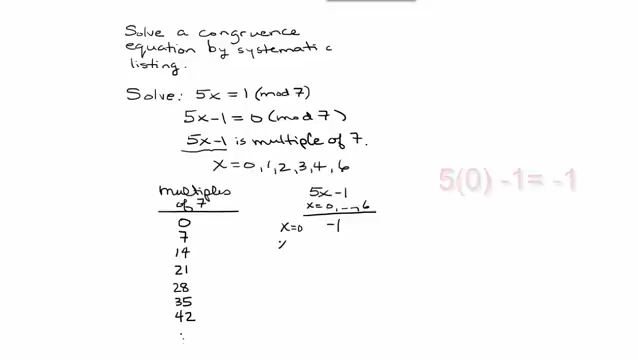 Solve a congruence
equation by systematic
listing.
Solve: 5x = 1 (mod 7)
5x - 1 = 0 (mod 7)
5x-1 is multiple of 7.
x = 0, 1, 2, 3, 4, 6
multiples
of 7
0
7
14
21
28
35
42
⋮
5x-1
x=0, -, 6
x=0 -1
5(0) -1= -1